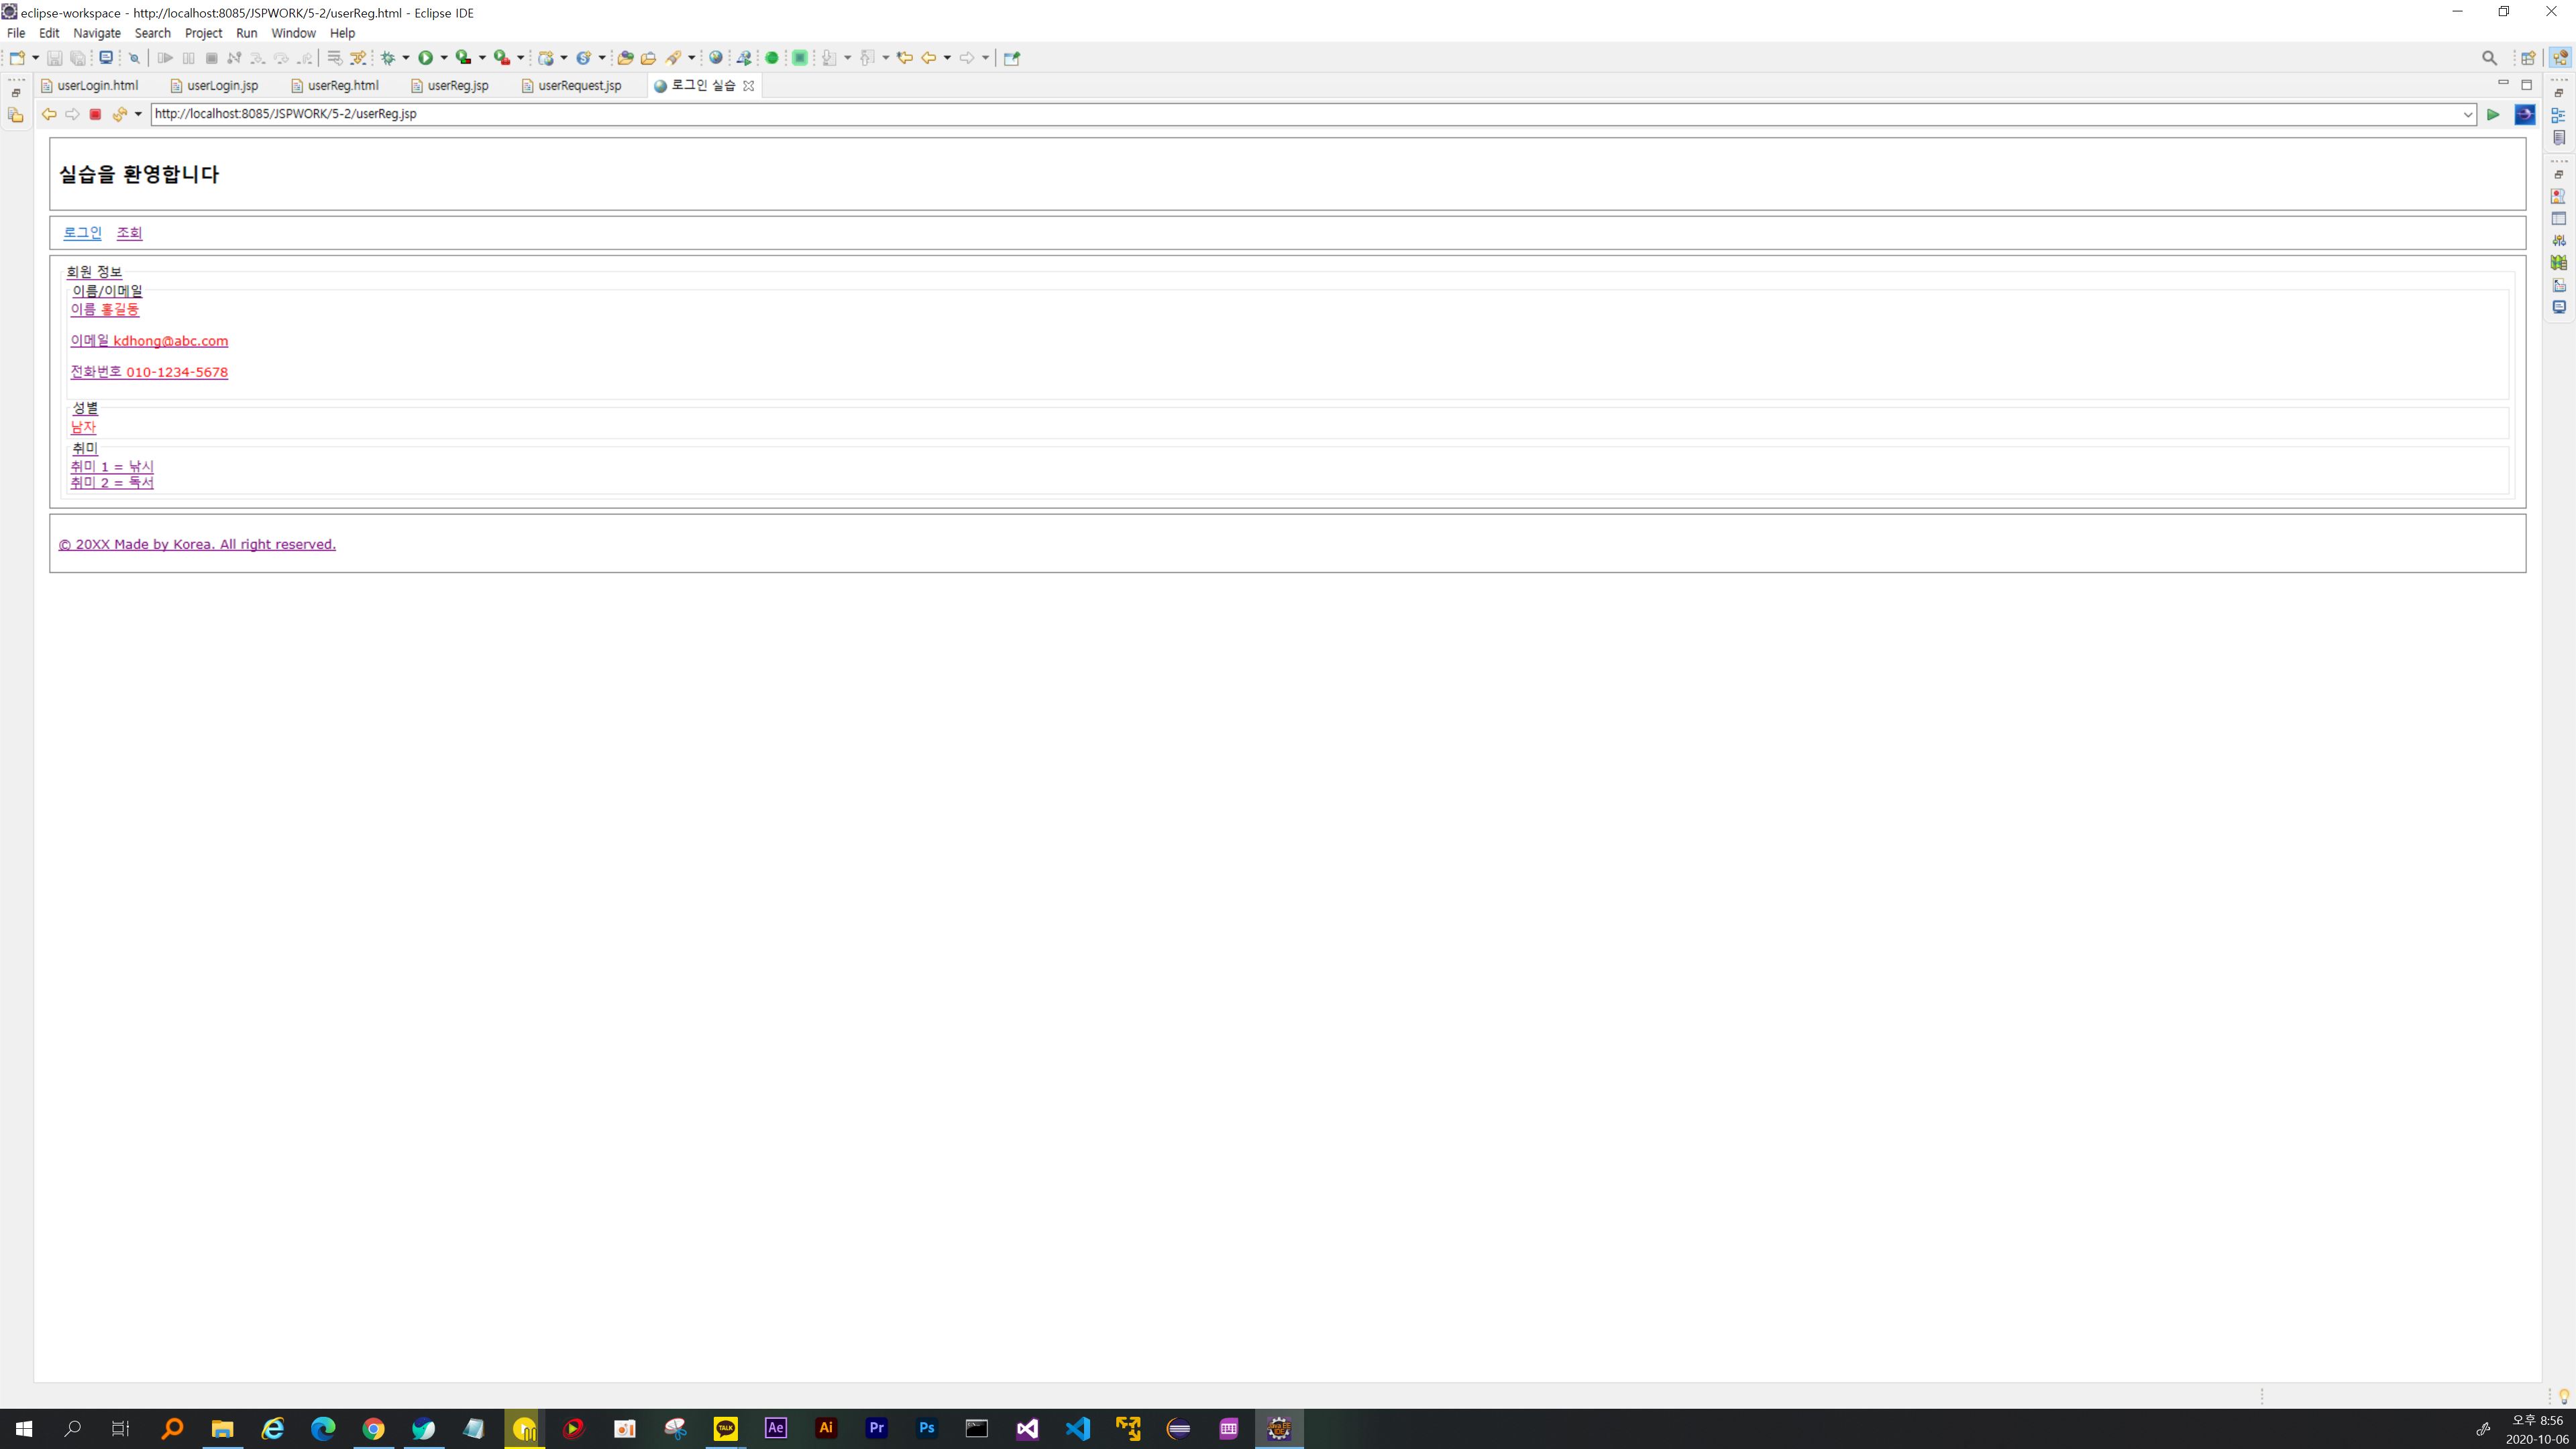 eclipse-workspace - http://localhost:8085/JSPWORK/5-2/userReg.html - Eclipse IDE
File Edit Navigate Search Project Run Window Help
userLogin.html userLogin.jsp userReg.html userReg.jsp userRequest.jsp 로그인 실습
http://localhost:8085/JSPWORK/5-2/userReg.jsp
실습을 환영합니다
로그인 조회
회원 정보
이름/이메일
이름 홍길동
이메일 kdhong@abc.com
전화번호 010-1234-5678
성별
남자
취미
취미 1 = 낚시
취미 2 = 독서
© 20XX Made by Korea. All right reserved.
TALK Ae Ai Pr Ps
오후 8:56
2020-10-06